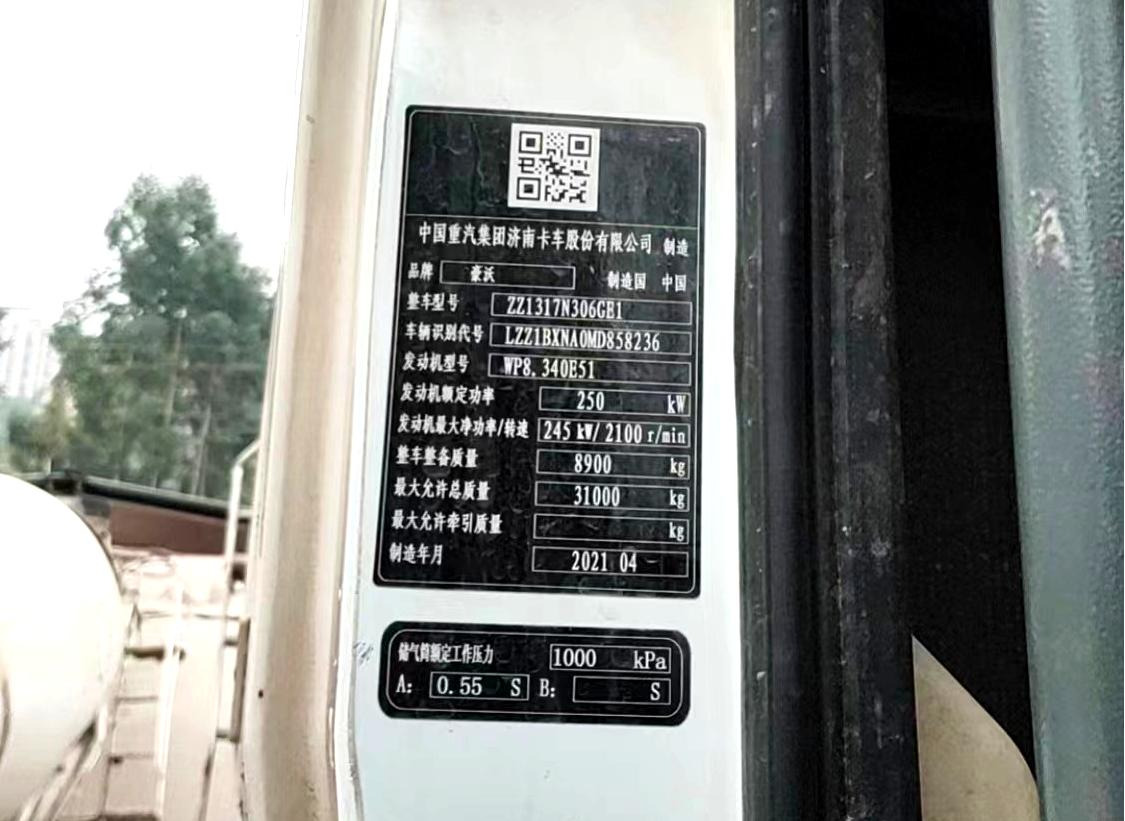 中国重汽集团济南卡车股份有限公司 制造
品牌 豪沃 制造国 中国
整车型号 ZZ1317N306GE1
车辆识别代号 LZZ1BXNA0MD858236
发动机型号 WP8.340E51
发动机额定功率 250 kW
发动机最大净功率/转速 245 kW/ 2100 r/min
整车整备质量 8900 kg
最大允许总质量 31000 kg
最大允许牵引质量 kg
制造年月 2021 04
储气筒额定工作压力 1000 kPa
A: 0.55 S B: S